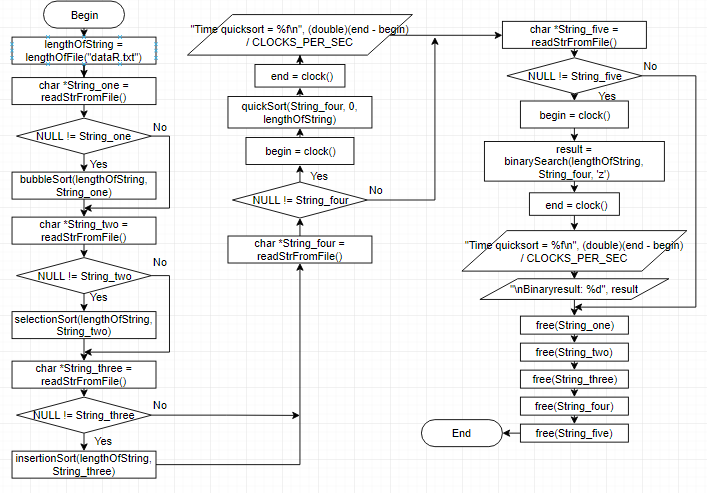 Begin
lengthOfString =
lengthOfFile("dataR.txt")
char *String_one =
readStrFromFile()
NULL != String_one
No
Yes
bubbleSort(lengthOfString,
String_one)
char *String_two =
readStrFromFile()
NULL != String_two
No
Yes
selectionSort(lengthOfString,
String_two)
char *String_three =
readStrFromFile()
NULL != String_three
No
Yes
insertionSort(lengthOfString,
String_three)
"Time quicksort = %f\n", (double)(end - begin)
/ CLOCKS_PER_SEC
end = clock()
quickSort(String_four, 0,
lengthOfString)
begin = clock()
Yes
NULL != String_four
No
char *String_four =
readStrFromFile()
char *String_five =
readStrFromFile()
NULL != String_five
No
Yes
begin = clock()
result =
binarySearch(lengthOfString,
String_four, 'z')
end = clock()
"Time quicksort = %f\n", (double)(end - begin)
/ CLOCKS_PER_SEC
"\nBinaryresult: %d", result
free(String_one)
free(String_two)
free(String_three)
free(String_four)
free(String_five)
End